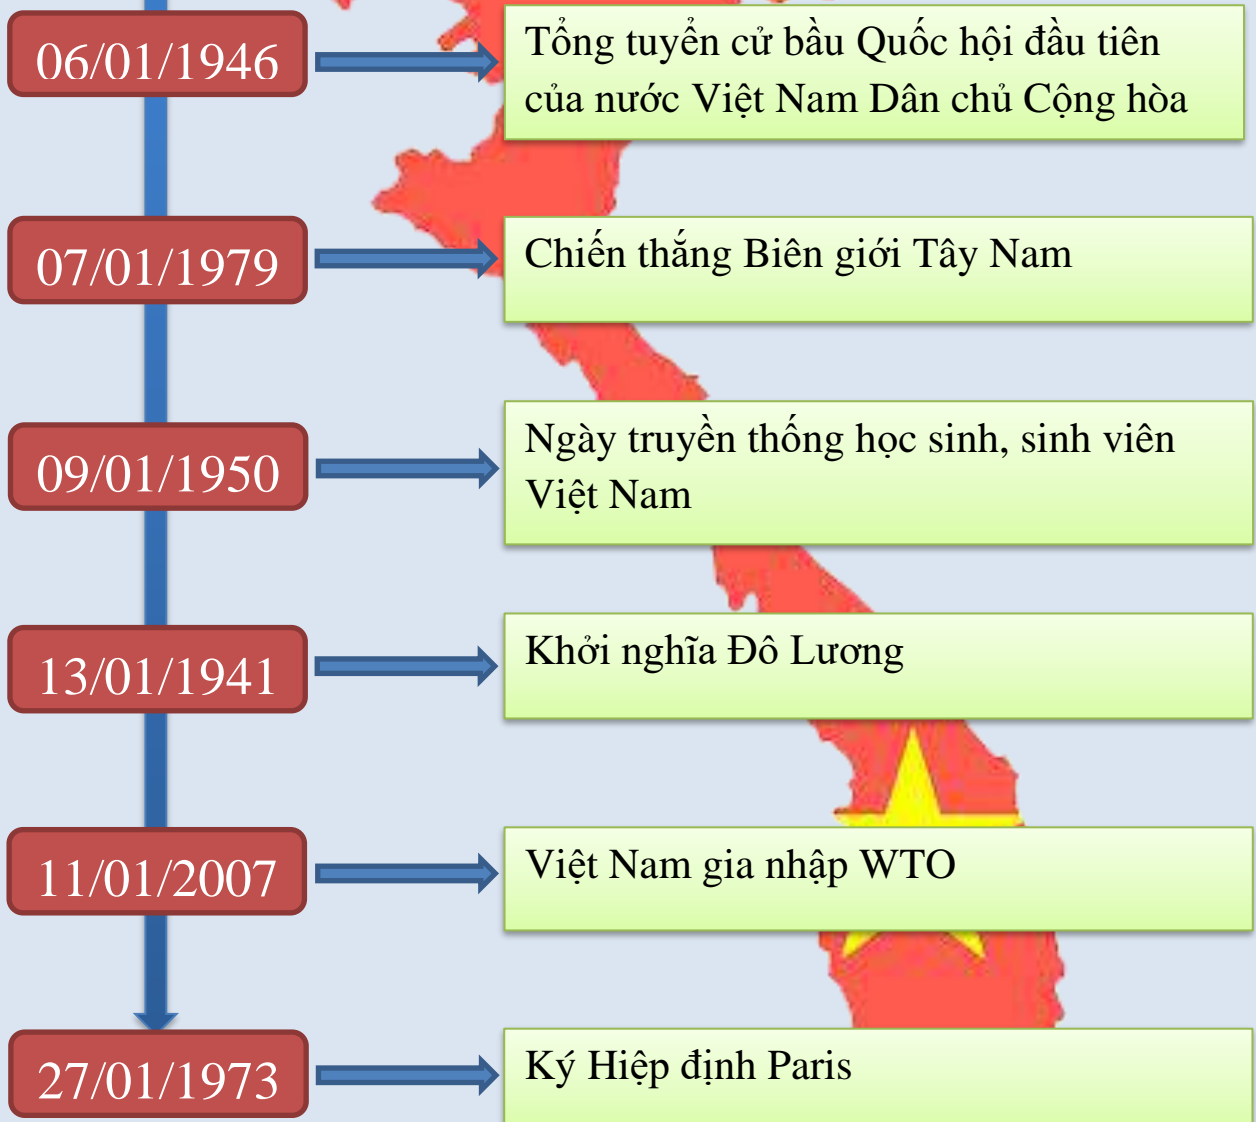 06/01/1946
Tổng tuyển cử bầu Quốc hội đầu tiên
của nước Việt Nam Dân chủ Cộng hòa
07/01/1979
Chiến thắng Biên giới Tây Nam
09/01/1950
Ngày truyền thống học sinh, sinh viên
Việt Nam
13/01/1941
Khởi nghĩa Đô Lương
11/01/2007
Việt Nam gia nhập WTO
27/01/1973
Ký Hiệp định Paris